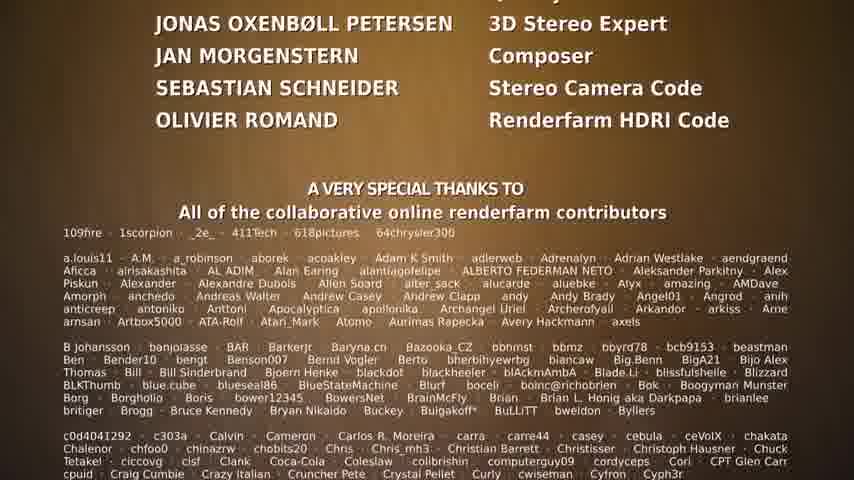 JONAS OXENBØLL PETERSEN 3D Stereo Expert
JAN MORGENSTERN Composer
SEBASTIAN SCHNEIDER Stereo Camera Code
OLIVIER ROMAND Renderfarm HDRI Code
A VERY SPECIAL THANKS TO
All of the collaborative online renderfarm contributors
109fire · 1scorpion · _2e_ · 411Tech · 618pictures · 64chrysler300
a.louis11 · A.M. · a_robinson · aborek · acoakley · Adam K Smith · adlerweb · Adrenalyn · Adrian Westlake · aendgraend
Aficca · airisakashita · AL ADIM_ · Alan Earing · alantiagofelipe · ALBERTO FEDERMAN NETO · Aleksander Parkitny · Alex
Piskun · Alexander · Alexandre Dubois · Allen Soard · alter_sack · alucarde · aluebke · Alyx · amazing · AMDave
Amorph · anchedo · Andreas Walter · Andrew Casey · Andrew Clapp · andy · Andy Brady · Angel01 · Angrod · anih
anticreep · antoniko · Anttoni · Apocalyptica · apollonika · Archangel Uriel · Archerofyaii · Arkandor · arkiss · Arne
arnsan · Artbox5000 · ATA-Rolf · Atari_Mark · Atomo · Aurimas Rapecka · Avery Hackmann · axels
B Johansson · banjoiasse · BAR · BarkerJr · Baryna.cn · Bazooka_CZ · bbnmst · bbmz · bbyrd78 · bcb9153 · beastman
Ben · Bender10 · bengt · Benson007 · Bernd Vogler · Berto · bherbihyewrbg · biancaw · Big.Benn · BigA21 · Bijo Alex
Thomas · Bill · Bill Sinderbrand · Bjoern Henke · blackdot · blackheeler · blAckmAmbA · Blade.Li · blissfulshelle · Blizzard
BLKThumb · blue.cube · blueseal86 · BlueStateMachine · Blurf · boceli · boinc@richobrien · Bok · Boogyman Munster
Borg · Borgholio · Boris · bower12345 · BowersNet · BrainMcFly · Brian · Brian L. Honig aka Darkpapa · brianlee
britiger · Brogg · Bruce Kennedy · Bryan Nikaido · Buckey · Bulgakoff* · BuLLiTT · bweldon · Byllers
c0d4041292 · c303a · Calvin · Cameron · Carlos R. Moreira · carra · carre44 · casey · cebula · ceVoIX · chakata
Chalenor · chfoo0 · chinazrw · chobits20 · Chris · Chris_rnh3 · Christian Barrett · Christisser · Christoph Hausner · Chuck
Tetakel · ciccovg · cisf · Clank · Coca-Cola · Coleslaw · colibrishin · computerguy09 · cordyceps · Cori · CPT Glen Carr
cpuid · Craig Cumbie · Crazy Italian · Cruncher Pete · Crystal Pellet · Curly · cwiseman · Cyfron · Cyph3r